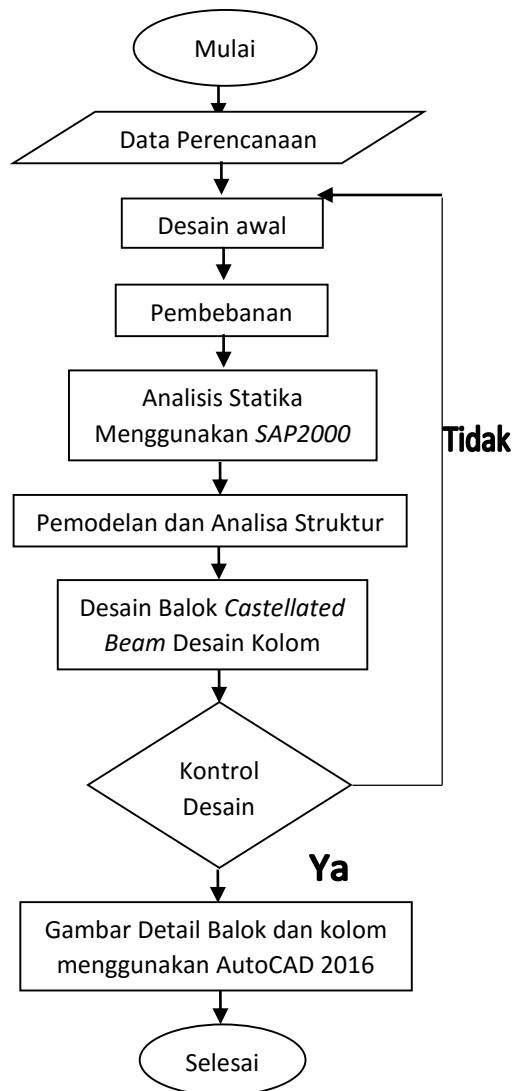 Mulai
Data Perencanaan
Desain awal
Pembebanan
Analisis Statika
Menggunakan SAP2000
Tidak
Pemodelan dan Analisa Struktur
Desain Balok Castellated
Beam Desain Kolom
Kontrol
Desain
Ya
Gambar Detail Balok dan kolom
menggunakan AutoCAD 2016
Selesai